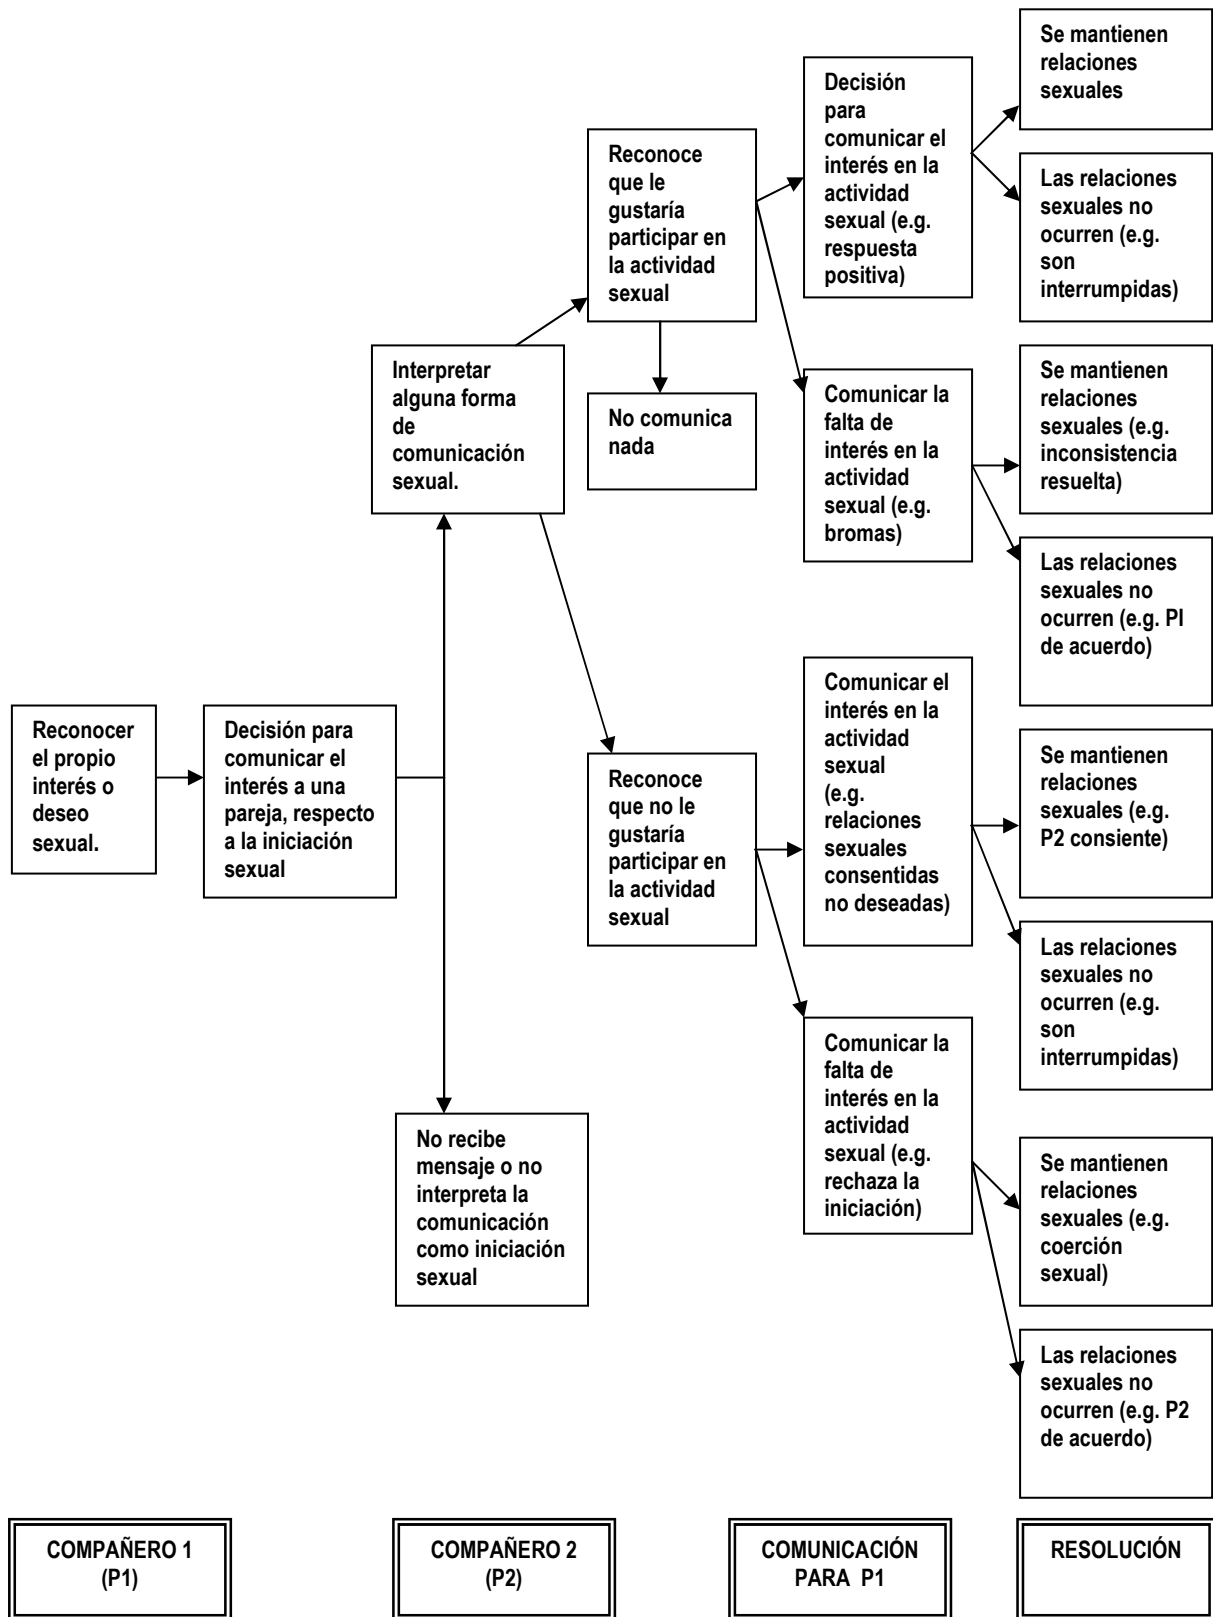 Se mantienen
relaciones
sexuales
Decisión
para
comunicar el
interés en la
actividad
sexual (e.g.
respuesta
positiva)
Reconoce
que le
gustaría
participar en
la actividad
sexual
Las relaciones
sexuales no
ocurren (e.g.
son
interrumpidas)
Interpretar
alguna forma
de
comunicación
sexual.
No comunica
nada
Comunicar la
falta de
interés en la
actividad
sexual (e.g.
bromas)
Se mantienen
relaciones
sexuales (e.g.
inconsistencia
resuelta)
Las relaciones
sexuales no
ocurren (e.g. PI
de acuerdo)
Reconocer
el propio
interés o
deseo
sexual.
Decisión para
comunicar el
interés a una
pareja, respecto
a la iniciación
sexual
Reconoce
que no le
gustaría
participar en
la actividad
sexual
Comunicar el
interés en la
actividad
sexual
(e.g.
relaciones
sexuales
consentidas
no deseadas)
Se mantienen
relaciones
sexuales (e.g.
P2 consiente)
Las relaciones
sexuales no
ocurren (e.g.
son
interrumpidas)
No recibe
mensaje o no
interpreta la
comunicación
como iniciación
sexual
Comunicar la
falta de
interés en la
actividad
sexual (e.g.
rechaza la
iniciación)
Se mantienen
relaciones
sexuales (e.g.
coerción
sexual)
Las relaciones
sexuales no
ocurren (e.g. P2
de acuerdo)
COMPAÑERO 1
(P1)
COMPAÑERO 2
(P2)
COMUNICACIÓN
PARA P1
RESOLUCIÓN